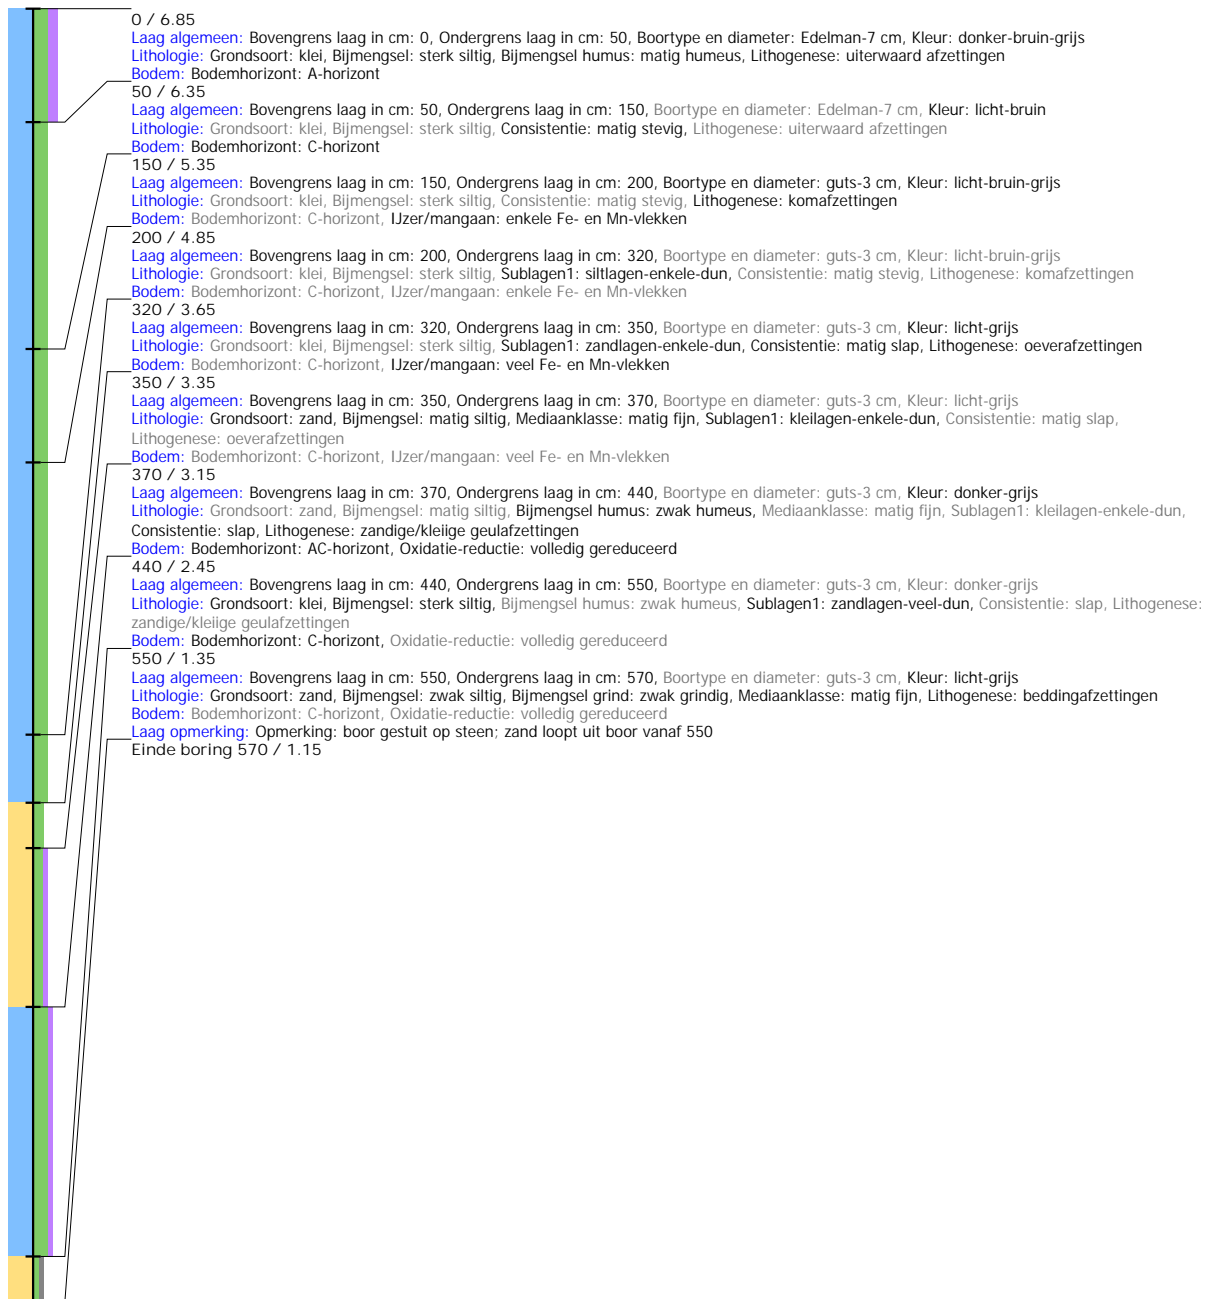 0 / 6.85
Laag algemeen: Bovengrens laag in cm: 0, Ondergrens laag in cm: 50, Boortype en diameter: Edelman-7 cm, Kleur: donker-bruin-grijs
Lithologie: Grondsoort: klei, Bijmengsel: sterk siltig, Bijmengsel humus: matig humeus, Lithogenese: uiterwaard afzettingen
Bodem: Bodemhorizont: A-horizont
50 / 6.35
Laag algemeen: Bovengrens laag in cm: 50, Ondergrens laag in cm: 150, Boortype en diameter: Edelman-7 cm, Kleur: licht-bruin
Lithologie: Grondsoort: klei, Bijmengsel: sterk siltig, Consistentie: matig stevig, Lithogenese: uiterwaard afzettingen
Bodem: Bodemhorizont: C-horizont
150 / 5.35
Laag algemeen: Bovengrens laag in cm: 150, Ondergrens laag in cm: 200, Boortype en diameter: guts-3 cm, Kleur: licht-bruin-grijs
Lithologie: Grondsoort: klei, Bijmengsel: sterk siltig, Consistentie: matig stevig, Lithogenese: komafzettingen
Bodem: Bodemhorizont: C-horizont, IJzer/mangaan: enkele Fe- en Mn-vlekken
200 / 4.85
Laag algemeen: Bovengrens laag in cm: 200, Ondergrens laag in cm: 320, Boortype en diameter: guts-3 cm, Kleur: licht-bruin-grijs
Lithologie: Grondsoort: klei, Bijmengsel: sterk siltig, Sublagen1: siltlagen-enkele-dun, Consistentie: matig stevig, Lithogenese: komafzettingen
Bodem: Bodemhorizont: C-horizont, IJzer/mangaan: enkele Fe- en Mn-vlekken
320 / 3.65
Laag algemeen: Bovengrens laag in cm: 320, Ondergrens laag in cm: 350, Boortype en diameter: guts-3 cm, Kleur: licht-grijs
Lithologie: Grondsoort: klei, Bijmengsel: sterk siltig, Sublagen1: zandlagen-enkele-dun, Consistentie: matig slap, Lithogenese: oeverafzettingen
Bodem: Bodemhorizont: C-horizont, IJzer/mangaan: veel Fe- en Mn-vlekken
350 / 3.35
Laag algemeen: Bovengrens laag in cm: 350, Ondergrens laag in cm: 370, Boortype en diameter: guts-3 cm, Kleur: licht-grijs
Lithologie: Grondsoort: zand, Bijmengsel: matig siltig, Mediaanklasse: matig fijn, Sublagen1: kleilagen-enkele-dun, Consistentie: matig slap,
Lithogenese: oeverafzettingen
Bodem: Bodemhorizont: C-horizont, IJzer/mangaan: veel Fe- en Mn-vlekken
370 / 3.15
Laag algemeen: Bovengrens laag in cm: 370, Ondergrens laag in cm: 440, Boortype en diameter: guts-3 cm, Kleur: donker-grijs
Lithologie: Grondsoort: zand, Bijmengsel: matig siltig, Bijmengsel humus: zwak humeus, Mediaanklasse: matig fijn, Sublagen1: kleilagen-enkele-dun,
Consistentie: slap, Lithogenese: zandige/kleiige geulafzettingen
Bodem: Bodemhorizont: AC-horizont, Oxidatie-reductie: volledig gereduceerd
440 / 2.45
Laag algemeen: Bovengrens laag in cm: 440, Ondergrens laag in cm: 550, Boortype en diameter: guts-3 cm, Kleur: donker-grijs
Lithologie: Grondsoort: klei, Bijmengsel: sterk siltig, Bijmengsel humus: zwak humeus, Sublagen1: zandlagen-veel-dun, Consistentie: slap, Lithogenese:
zandige/kleiige geulafzettingen
Bodem: Bodemhorizont: C-horizont, Oxidatie-reductie: volledig gereduceerd
550 / 1.35
Laag algemeen: Bovengrens laag in cm: 550, Ondergrens laag in cm: 570, Boortype en diameter: guts-3 cm, Kleur: licht-grijs
Lithologie: Grondsoort: zand, Bijmengsel: zwak siltig, Bijmengsel grind: zwak grindig, Mediaanklasse: matig fijn, Lithogenese: beddingafzettingen
Bodem: Bodemhorizont: C-horizont, Oxidatie-reductie: volledig gereduceerd
Laag opmerking: Opmerking: boor gestuit op steen; zand loopt uit boor vanaf 550
Einde boring 570 / 1.15